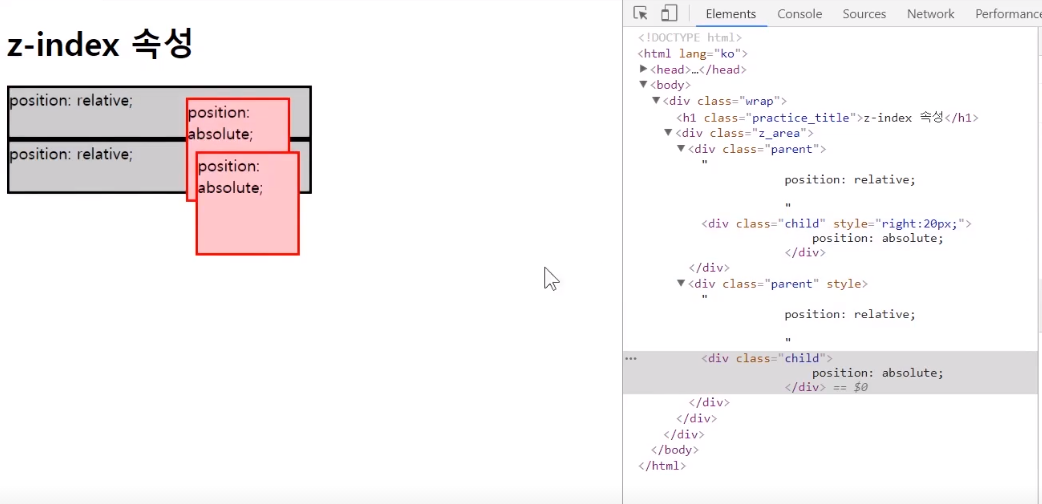 z-index 속성
position: relative;
position:
absolute;
position: relative;
position:
absolute;
Elements Console Sources Network Performance
<!DOCTYPE html>
<html lang="ko">
<head>…</head>
<body>
<div class="wrap">
<h1 class="practice_title">z-index 속성</h1>
<div class="z_area">
<div class="parent">
"
position: relative;
"
<div class="child" style="right:20px;">
position: absolute;
</div>
</div>
<div class="parent" style>
"
position: relative;
"
... <div class="child">
position: absolute;
</div> == $0
</div>
</div>
</div>
</body>
</html>